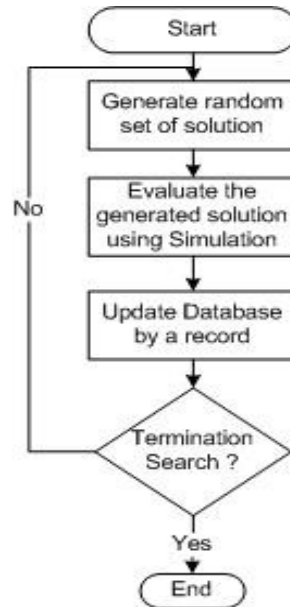 Start
Generate random
set of solution
Evaluate the
generated solution
using Simulation
No
Update Database
by a record
Termination
Search ?
Yes
End